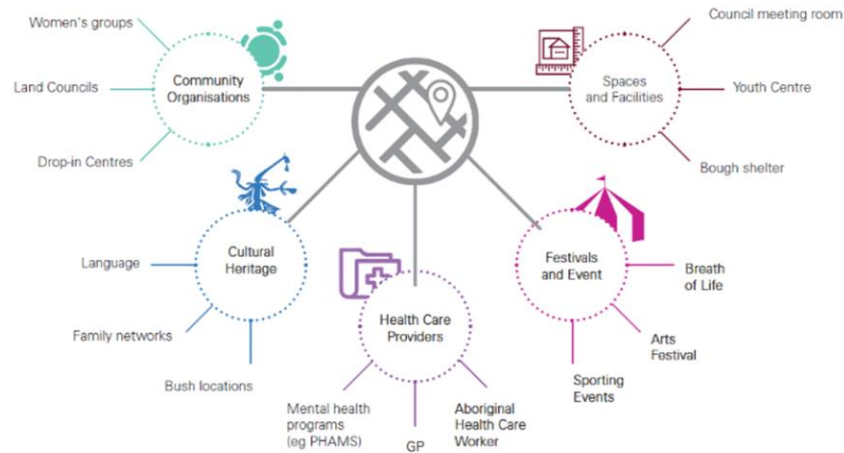 Women's groups
Land Councils
Drop-in Centres
Community
Organisations
Council meeting room
Youth Centre
Bough shelter
Spaces
and Facilities
Language
Family networks
Bush locations
Cultural
Heritage
Health Care
Providers
Mental health
programs
(eg PHAMS)
GP
Aboriginal
Health Care
Worker
Festivals
and Event
Breath
of Life
Arts
Festival
Sporting
Events